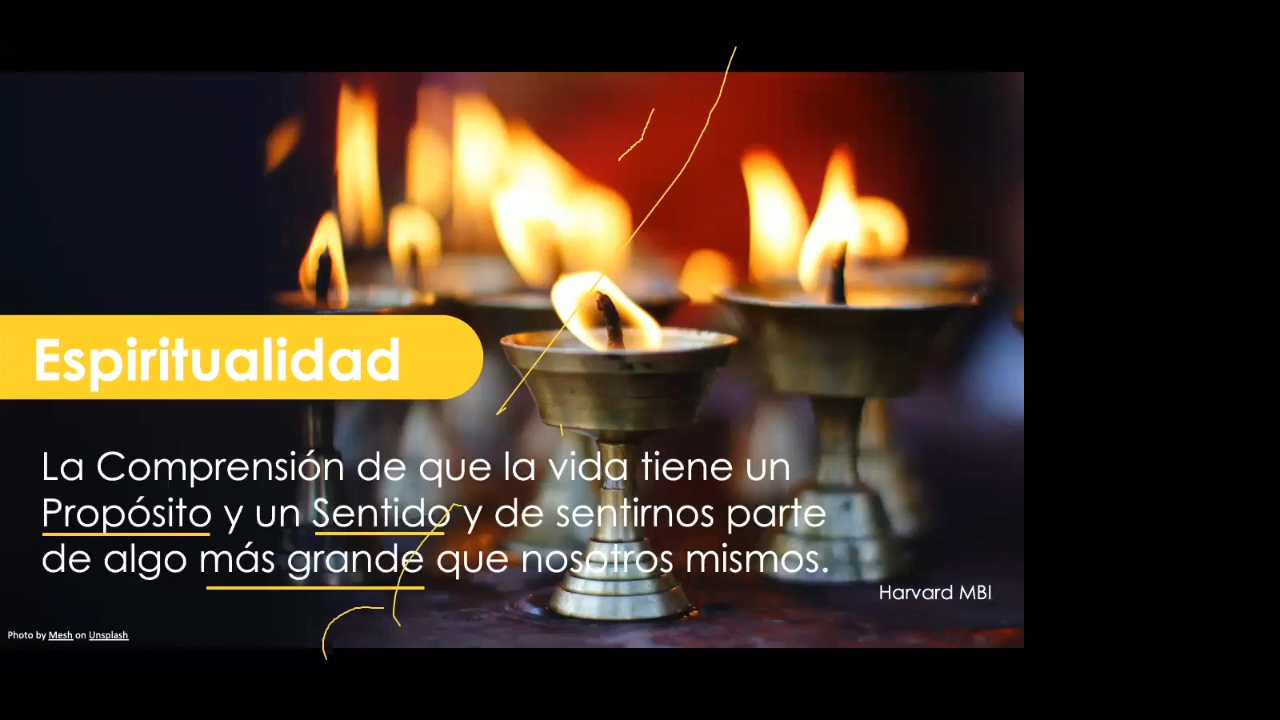 Espiritualidad
La Comprensión de que la vida tiene un
Propósito y un Sentido y de sentirnos parte
de algo más grande que nosotros mismos.
Harvard MBI
Photo by Mesh on Unsplash